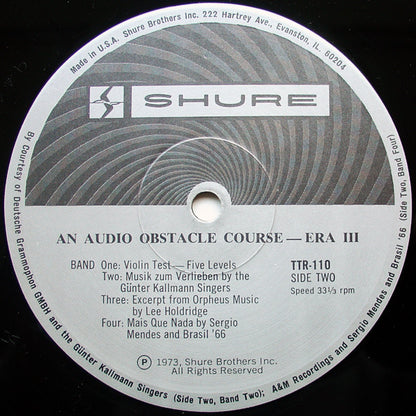 Made in U.S.A. Shure Brothers Inc. 222 Hartrey Ave., Evanston, IL. 60204
SHURE
AN AUDIO OBSTACLE COURSE — ERA III
BAND One: Violin Test — Five Levels
Two: Musik zum Verlieben by the
Günter Kallmann Singers
Three: Excerpt from Orpheus Music
by Lee Holdridge
Four: Mais Que Nada by Sergio
Mendes and Brasil '66
TTR-110
SIDE TWO
Speed 33⅓ rpm
Ⓟ 1973, Shure Brothers Inc.
All Rights Reserved
By Courtesy of Deutsche Grammophon GMBH and the Günter Kallmann Singers (Side Two, Band Two); A&M Recordings and Sergio Mendes and Brasil '66 (Side Two, Band Four)